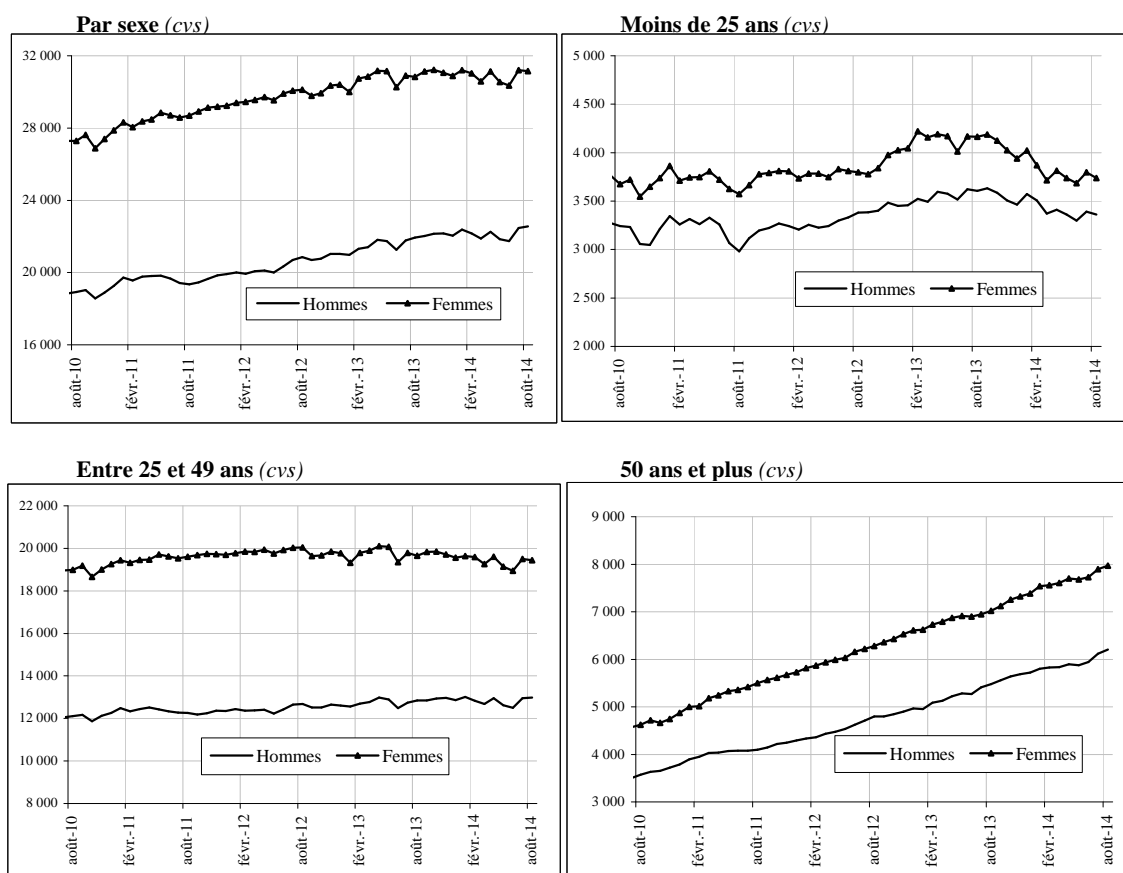 Par sexe (cvs)
32 000
28 000
24 000
20 000
16 000
Hommes Femmes
août-10
févr.-11
août-11
févr.-12
août-12
févr.-13
août-13
févr.-14
août-14
Moins de 25 ans (cvs)
5 000
4 500
4 000
3 500
3 000
2 500
2 000
Hommes Femmes
août-10
févr.-11
août-11
févr.-12
août-12
févr.-13
août-13
févr.-14
août-14
Entre 25 et 49 ans (cvs)
22 000
20 000
18 000
16 000
14 000
12 000
10 000
8 000
Hommes Femmes
août-10
févr.-11
août-11
févr.-12
août-12
févr.-13
août-13
févr.-14
août-14
50 ans et plus (cvs)
9 000
8 000
7 000
6 000
5 000
4 000
3 000
Hommes Femmes
août-10
févr.-11
août-11
févr.-12
août-12
févr.-13
août-13
févr.-14
août-14